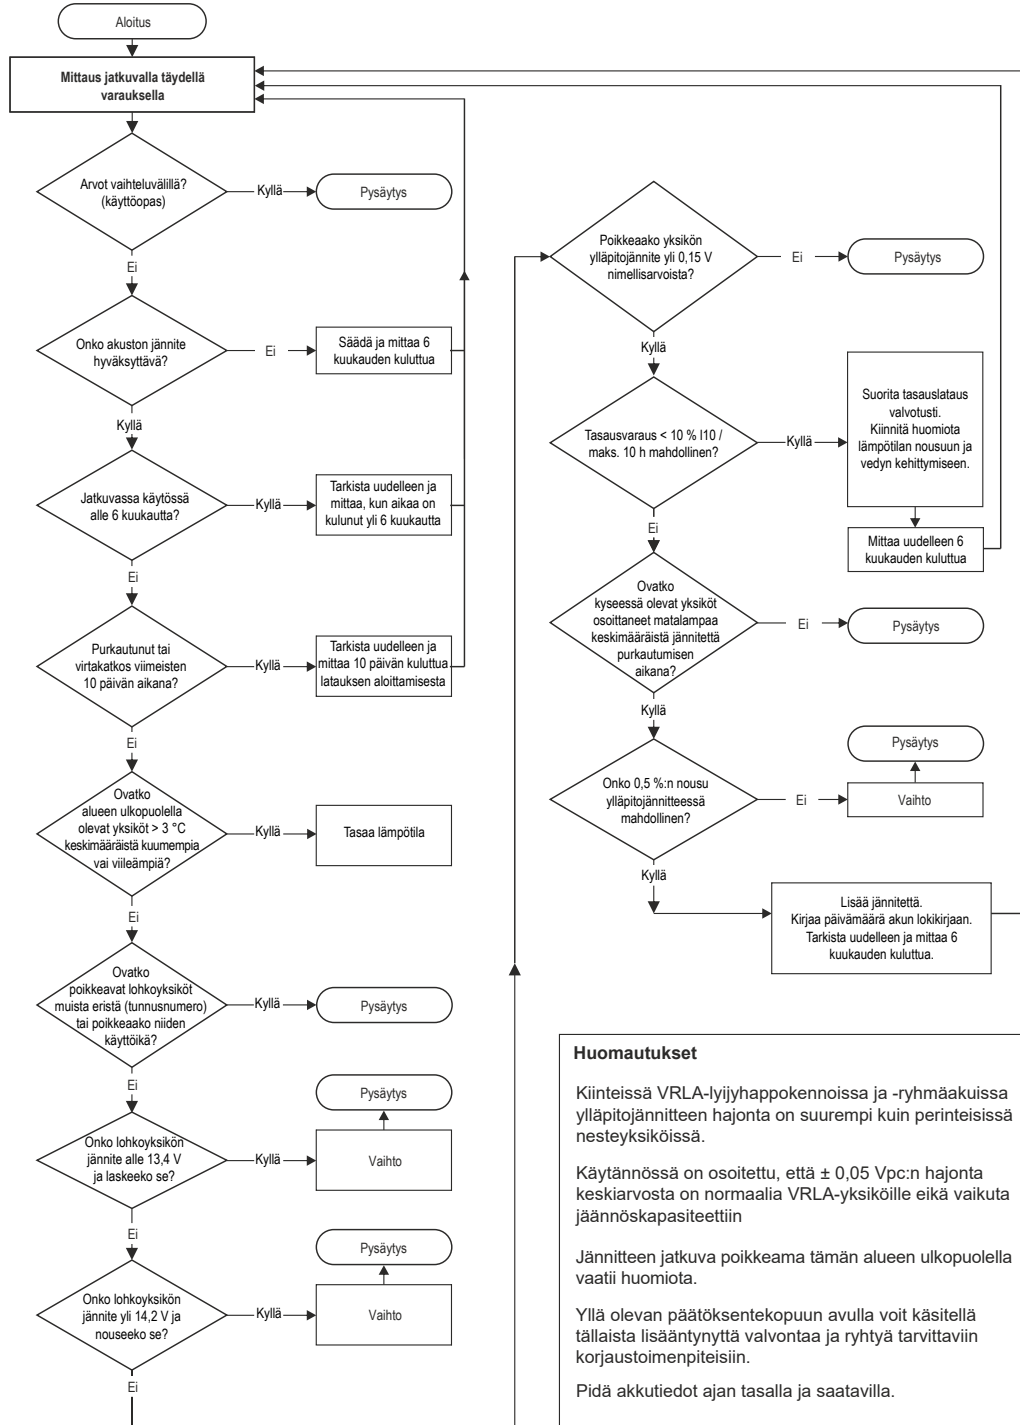 Aloitus
Mittaus jatkuvalla täydellä
varauksella
Arvot vaihteluvälillä?
(käyttöopas)
Kyllä
Pysäytys
Ei
Onko akuston jännite
hyväksyttävä?
Ei
Säädä ja mittaa 6
kuukauden kuluttua
Kyllä
Jatkuvassa käytössä
alle 6 kuukautta?
Kyllä
Tarkista uudelleen ja
mittaa, kun aikaa on
kulunut yli 6 kuukautta
Ei
Purkautunut tai
virtakatkos viimeisten
10 päivän aikana?
Kyllä
Tarkista uudelleen ja
mittaa 10 päivän kuluttua
latauksen aloittamisesta
Ei
Ovatko
alueen ulkopuolella
olevat yksiköt > 3 °C
keskimääräistä kuumempia
vai viileämpiä?
Kyllä
Tasaa lämpötila
Ei
Ovatko
poikkeavat lohkoyksiköt
muista eristä (tunnusnumero)
tai poikkeaako niiden
käyttöikä?
Kyllä
Pysäytys
Ei
Onko lohkoyksikön
jännite alle 13,4 V
ja laskeeko se?
Kyllä
Vaihto
Pysäytys
Ei
Onko lohkoyksikön
jännite yli 14,2 V ja
nouseeko se?
Kyllä
Vaihto
Pysäytys
Ei
Poikkeaako yksikön
ylläpitojännite yli 0,15 V
nimellisarvoista?
Ei
Pysäytys
Kyllä
Tasausvaraus < 10 % I10 /
maks. 10 h mahdollinen?
Kyllä
Suorita tasauslataus
valvotusti.
Kiinnitä huomiota
lämpötilan nousuun ja
vedyn kehittymiseen.
Mittaa uudelleen 6
kuukauden kuluttua
Ei
Ovatko
kyseessä olevat yksiköt
osoittaneet matalampaa
keskimääräistä jännitettä
purkautumisen
aikana?
Ei
Pysäytys
Kyllä
Onko 0,5 %:n nousu
ylläpitojännitteessä
mahdollinen?
Ei
Vaihto
Pysäytys
Kyllä
Lisää jännitettä.
Kirjaa päivämäärä akun lokikirjaan.
Tarkista uudelleen ja mittaa 6
kuukauden kuluttua.
Huomautukset
Kiinteissä VRLA-lyijyhappokennoissa ja -ryhmäakuissa
ylläpitojännitteen hajonta on suurempi kuin perinteisissä
nesteyksiköissä.
Käytännössä on osoitettu, että ± 0,05 Vpc:n hajonta
keskiarvosta on normaalia VRLA-yksiköille eikä vaikuta
jäännöskapasiteettiin
Jännitteen jatkuva poikkeama tämän alueen ulkopuolella
vaatii huomiota.
Yllä olevan päätöksentekopuun avulla voit käsitellä
tällaista lisääntynyttä valvontaa ja ryhtyä tarvittaviin
korjaustoimenpiteisiin.
Pidä akkutiedot ajan tasalla ja saatavilla.